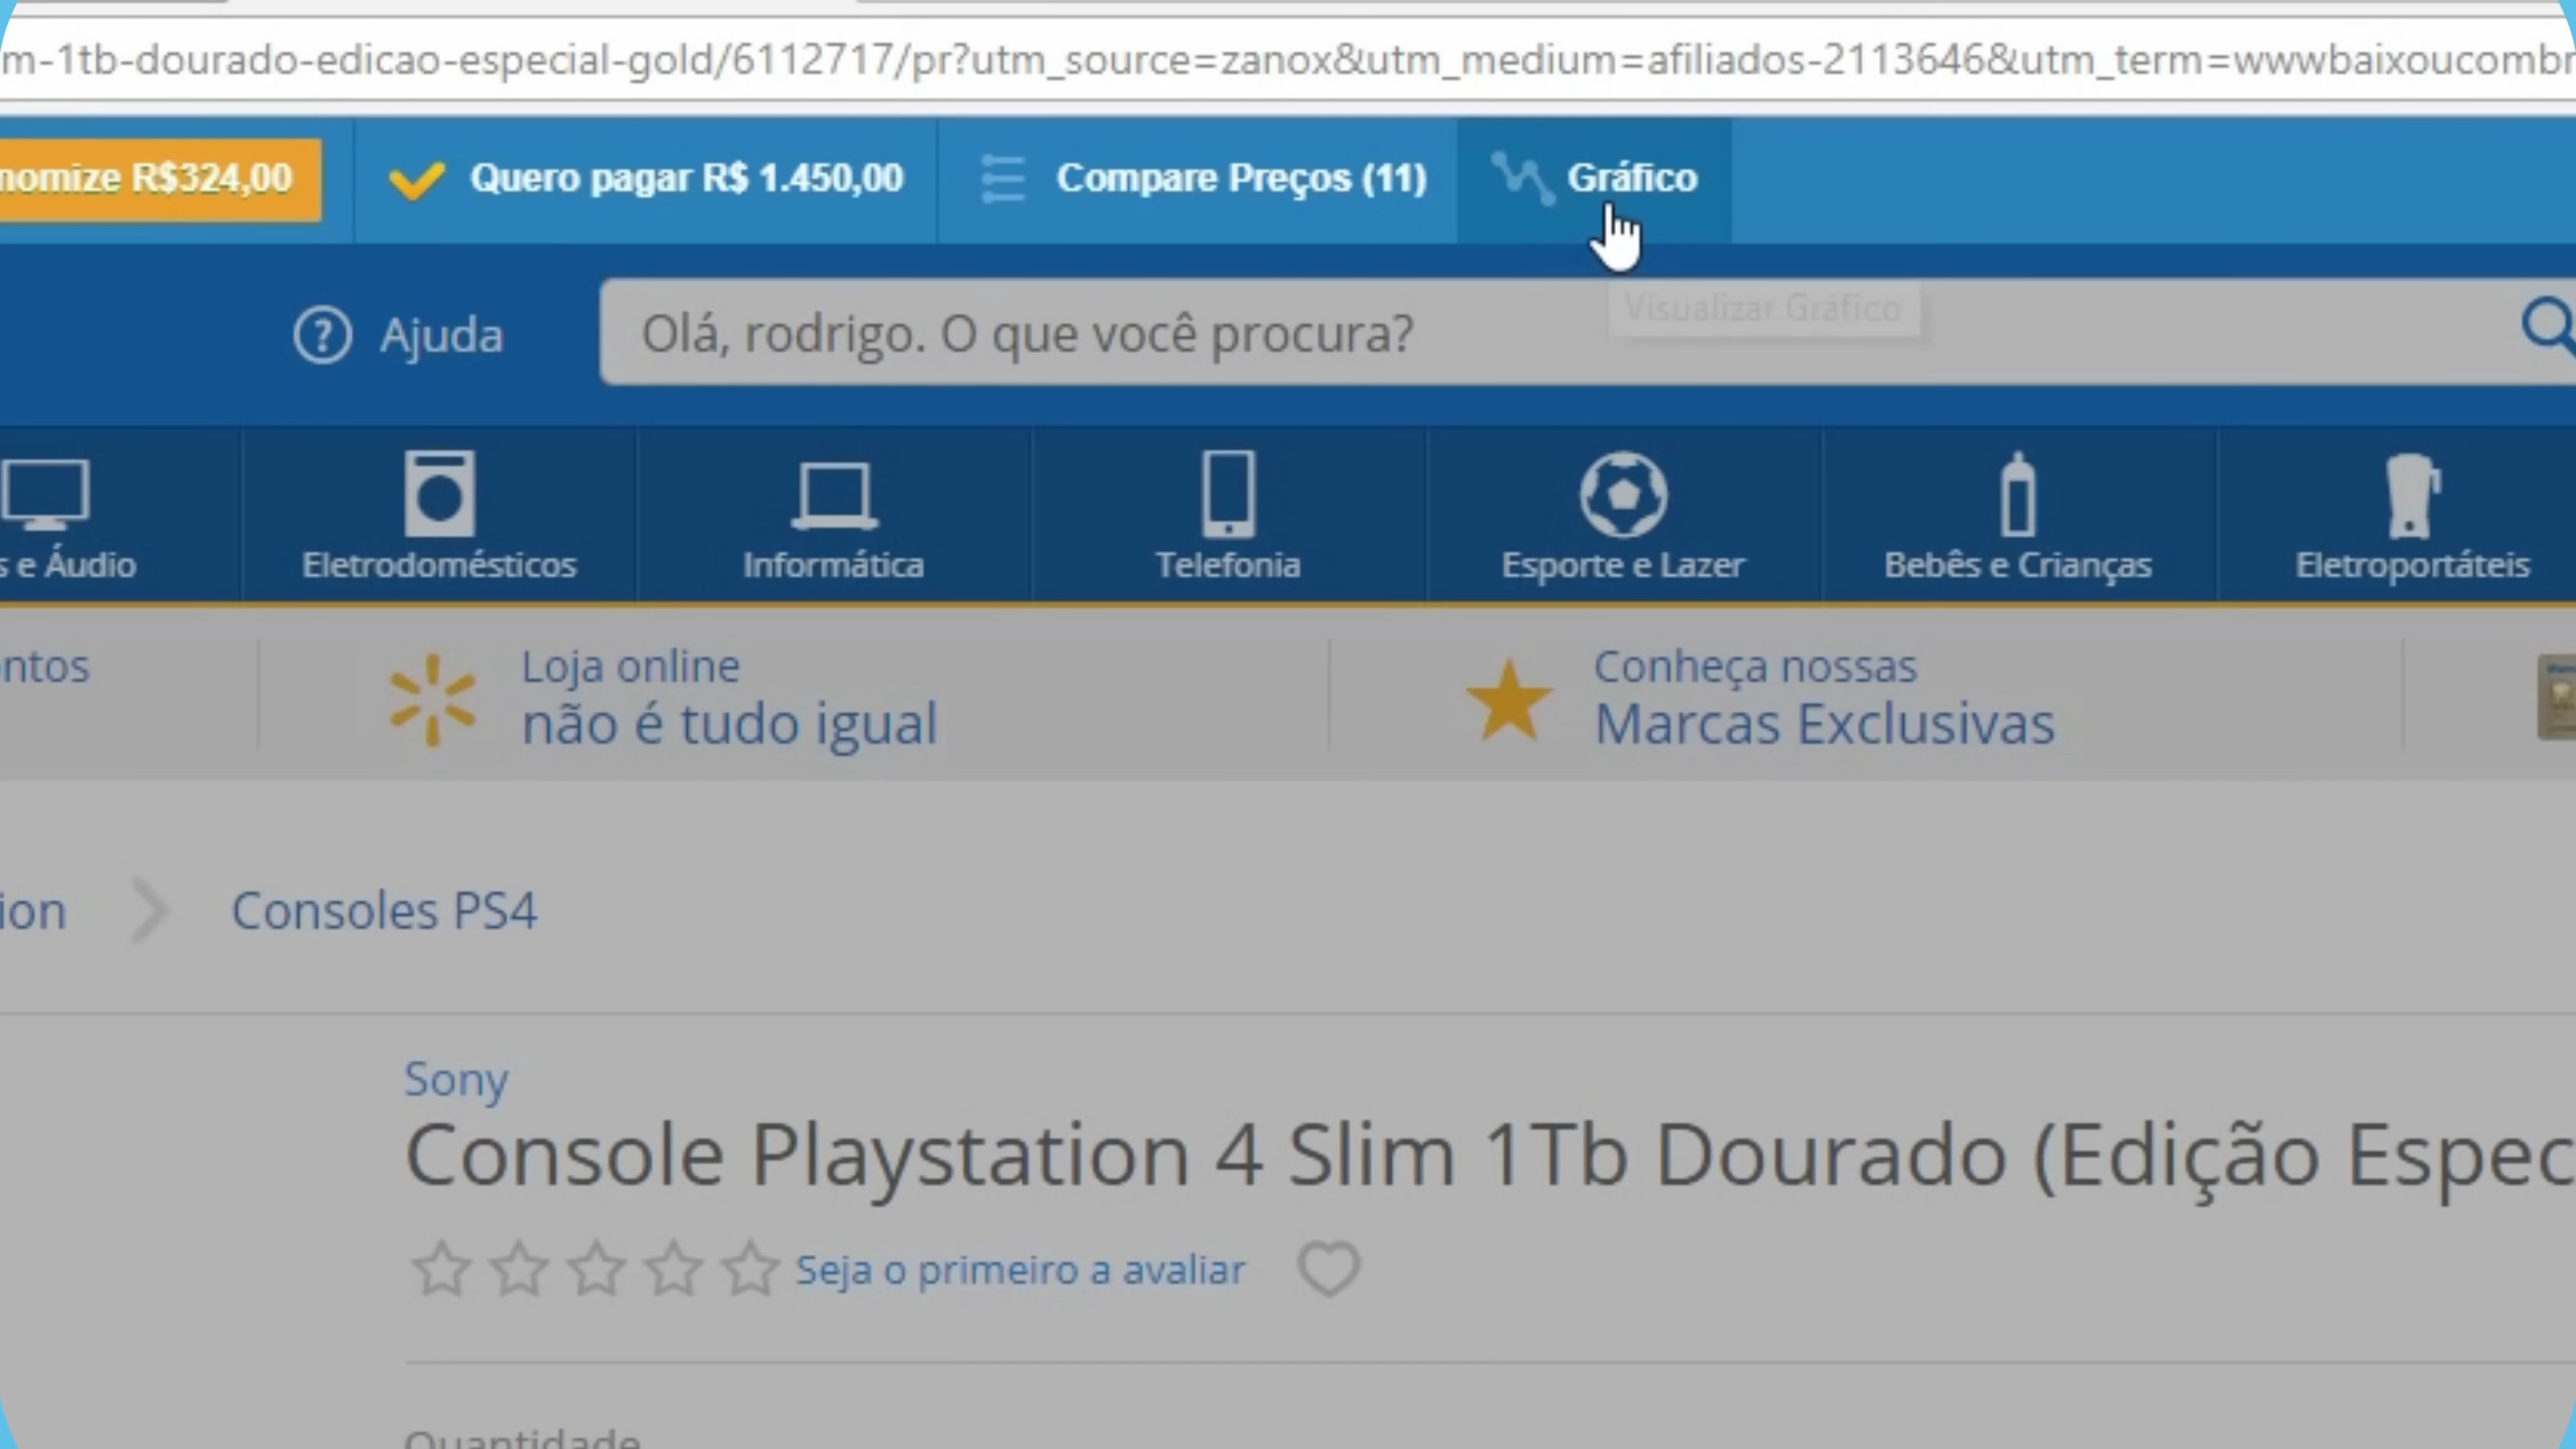 m-1tb-dourado-edicao-especial-gold/6112717/pr?utm_source=zanox&utm_medium=afiliados-2113646&utm_term=wwwbaixoucombr
nomize R$324,00 Quero pagar R$ 1.450,00 Compare Preços (11) Gráfico
Visualizar Gráfico
? Ajuda Olá, rodrigo. O que você procura?
s e Áudio Eletrodomésticos Informática Telefonia Esporte e Lazer Bebês e Crianças Eletroportáteis
ntos Loja online Conheça nossas
não é tudo igual Marcas Exclusivas
ion Consoles PS4
Sony
Console Playstation 4 Slim 1Tb Dourado (Edição Espec
Seja o primeiro a avaliar
Quantidade